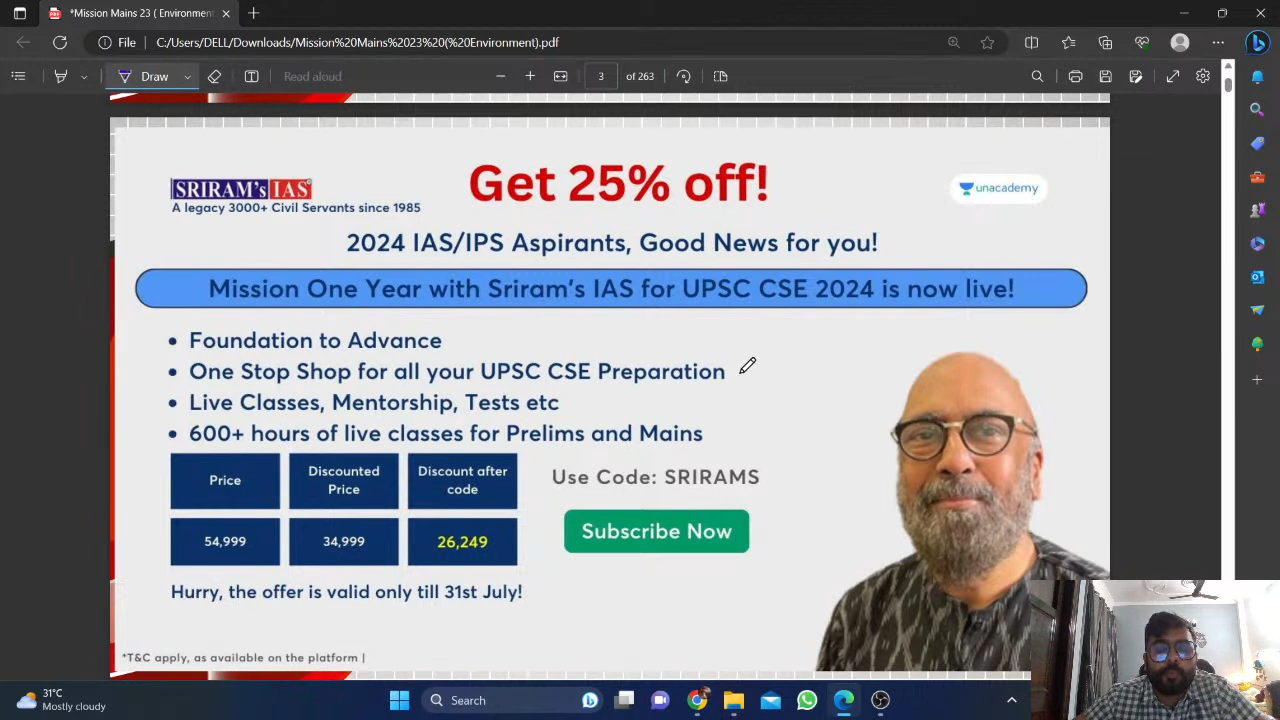 *Mission Mains 23 ( Environment
File
C:/Users/DELL/Downloads/Mission%20Mains%2023%20(%20Environment).pdf
Draw
Read aloud
3
of 263
SRIRAM's IAS
A legacy 3000+ Civil Servants since 1985
Get 25% off!
unacademy
2024 IAS/IPS Aspirants, Good News for you!
Mission One Year with Sriram's IAS for UPSC CSE 2024 is now live!
• Foundation to Advance
• One Stop Shop for all your UPSC CSE Preparation
• Live Classes, Mentorship, Tests etc
• 600+ hours of live classes for Prelims and Mains
Price
Discounted Price
Discount after code
54,999
34,999
26,249
Use Code: SRIRAMS
Subscribe Now
Hurry, the offer is valid only till 31st July!
*T&C apply, as available on the platform |
31°C
Mostly cloudy
Search